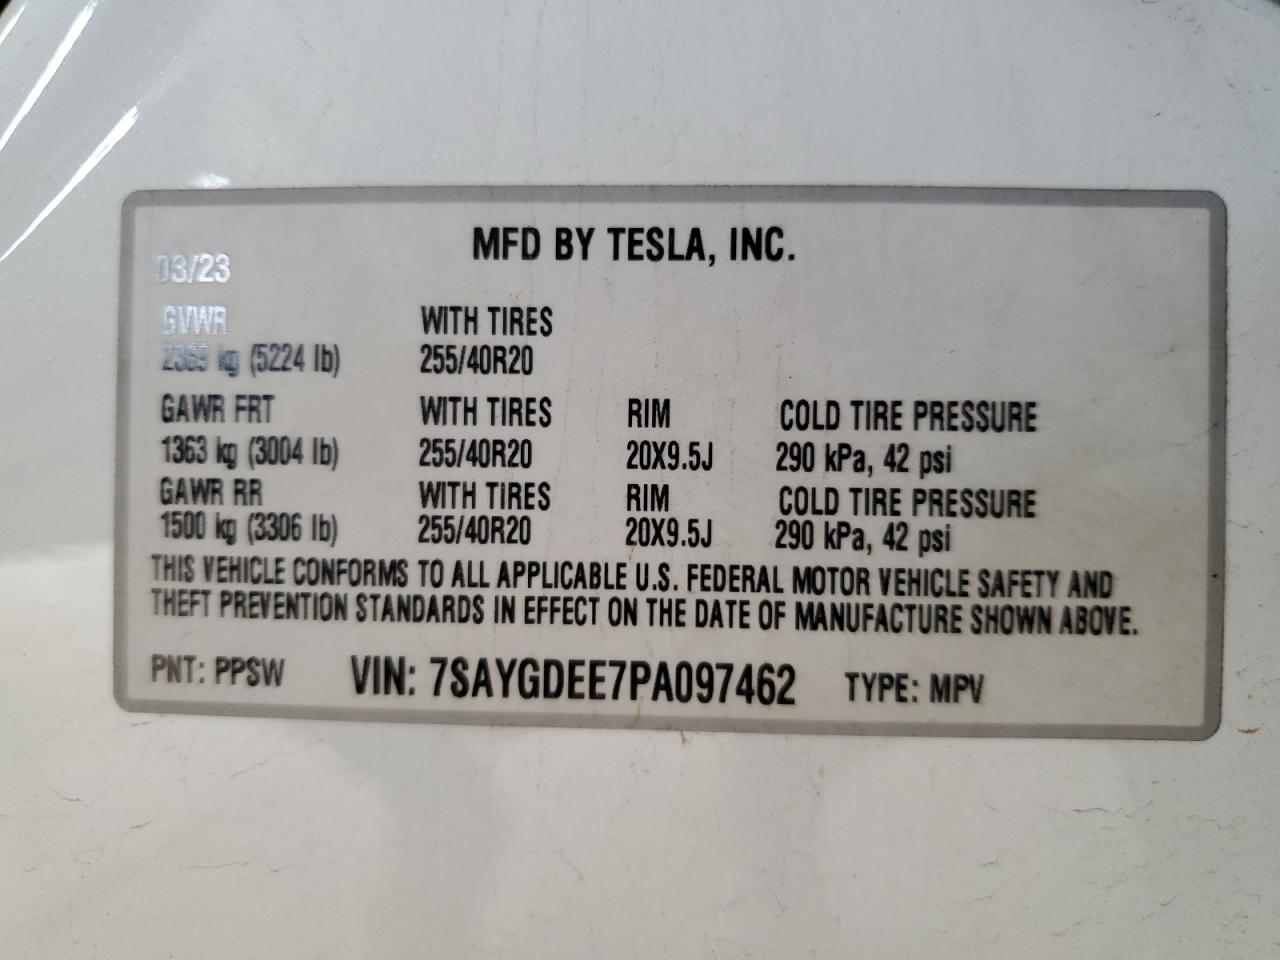 MFD BY TESLA, INC.
03/23
GVWR WITH TIRES
2369 kg (5224 lb) 255/40R20
GAWR FRT WITH TIRES RIM COLD TIRE PRESSURE
1363 kg (3004 lb) 255/40R20 20X9.5J 290 kPa, 42 psi
GAWR RR WITH TIRES RIM COLD TIRE PRESSURE
1500 kg (3306 lb) 255/40R20 20X9.5J 290 kPa, 42 psi
THIS VEHICLE CONFORMS TO ALL APPLICABLE U.S. FEDERAL MOTOR VEHICLE SAFETY AND
THEFT PREVENTION STANDARDS IN EFFECT ON THE DATE OF MANUFACTURE SHOWN ABOVE.
PNT: PPSW VIN: 7SAYGDEE7PA097462 TYPE: MPV